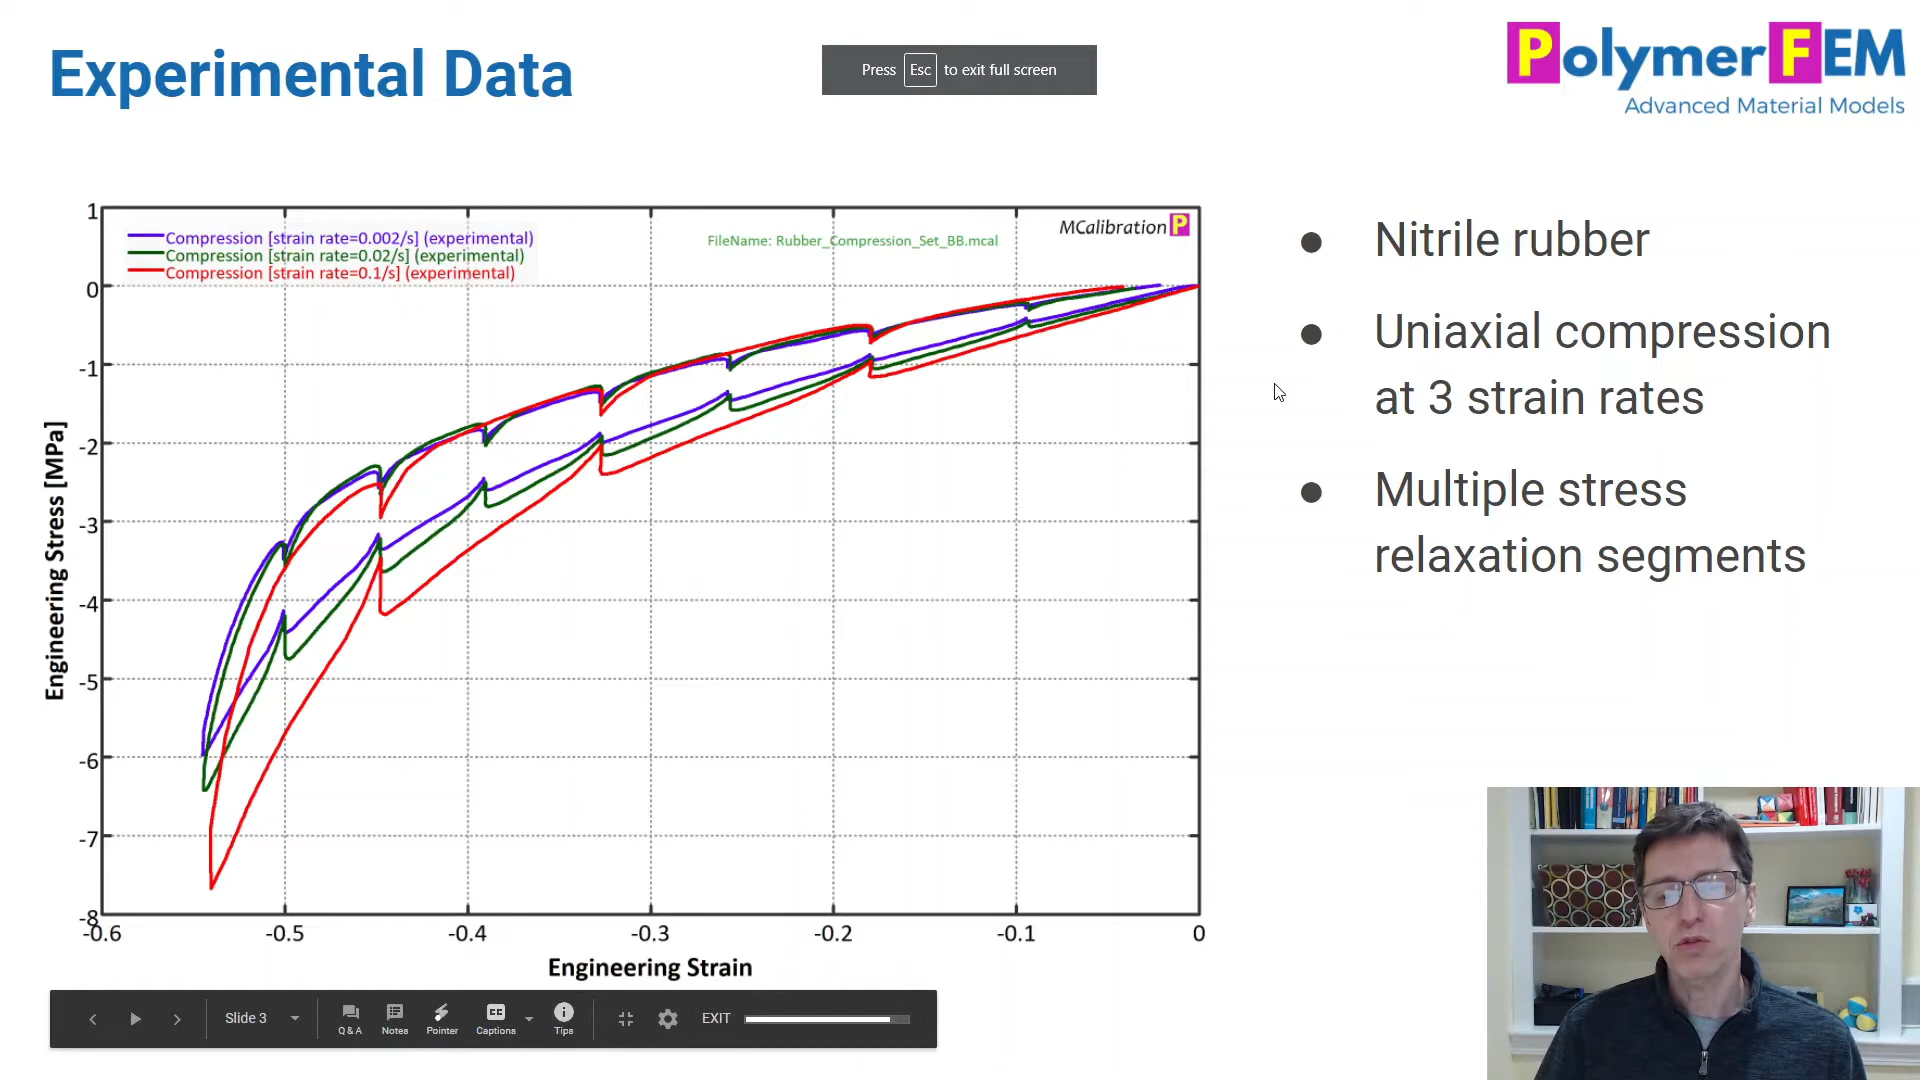 Experimental Data
Press Esc to exit full screen
PolymerFEM
Advanced Material Models
Compression [strain rate=0.002/s] (experimental)
Compression [strain rate=0.02/s] (experimental)
Compression [strain rate=0.1/s] (experimental)
FileName: Rubber_Compression_Set_BB.mcal
MCalibration P
1
0
-1
-2
-3
-4
-5
-6
-7
-8
Engineering Stress [MPa]
-0.6 -0.5 -0.4 -0.3 -0.2 -0.1 0
Engineering Strain
● Nitrile rubber
● Uniaxial compression
at 3 strain rates
● Multiple stress
relaxation segments
Slide 3
Q & A
Notes
Pointer
CC
Captions
Tips
EXIT